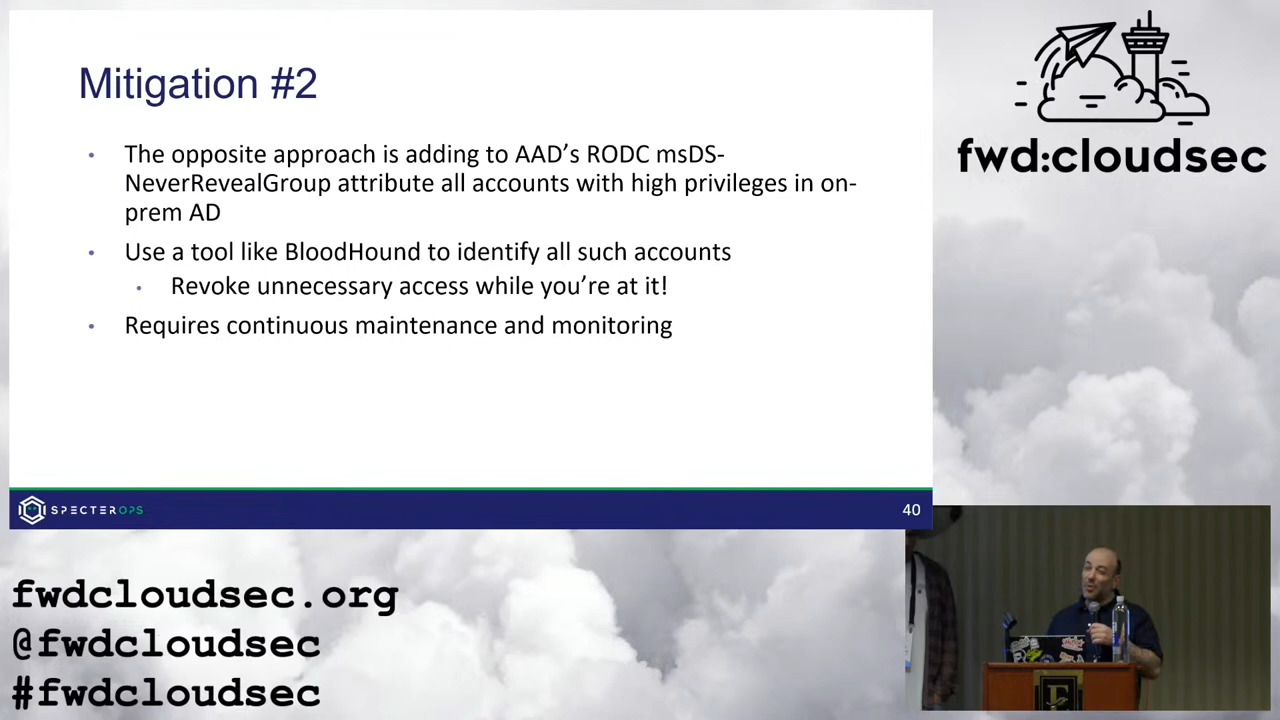 Mitigation #2
• The opposite approach is adding to AAD's RODC msDS-
NeverRevealGroup attribute all accounts with high privileges in on-
prem AD
• Use a tool like BloodHound to identify all such accounts
• Revoke unnecessary access while you're at it!
• Requires continuous maintenance and monitoring
SPECTEROPS
40
fwd:cloudsec
fwdcloudsec.org
@fwdcloudsec
#fwdcloudsec